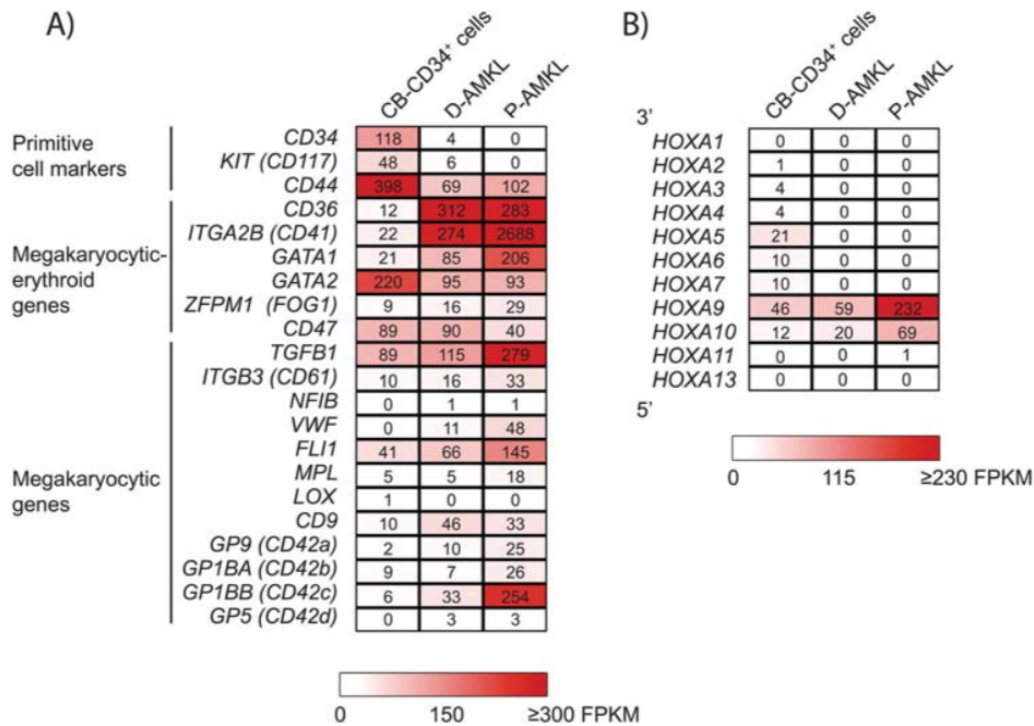 A)
CB-CD34+ cells
D-AMKL
P-AMKL
Primitive
cell markers
CD34 118 4 0
KIT (CD117) 48 6 0
CD44 398 69 102
Megakaryocytic-
erythroid
genes
CD36 12 312 283
ITGA2B (CD41) 22 274 2688
GATA1 21 85 206
GATA2 220 95 93
ZFPM1 (FOG1) 9 16 29
CD47 89 90 40
Megakaryocytic
genes
TGFB1 89 115 279
ITGB3 (CD61) 10 16 33
NFIB 0 1 1
VWF 0 11 48
FLI1 41 66 145
MPL 5 5 18
LOX 1 0 0
CD9 10 46 33
GP9 (CD42a) 2 10 25
GP1BA (CD42b) 9 7 26
GP1BB (CD42c) 6 33 254
GP5 (CD42d) 0 3 3
0 150 ≥300 FPKM
B)
CB-CD34+ cells
D-AMKL
P-AMKL
3’
HOXA1 0 0 0
HOXA2 1 0 0
HOXA3 4 0 0
HOXA4 4 0 0
HOXA5 21 0 0
HOXA6 10 0 0
HOXA7 10 0 0
HOXA9 46 59 232
HOXA10 12 20 69
HOXA11 0 0 1
HOXA13 0 0 0
5’
0 115 ≥230 FPKM